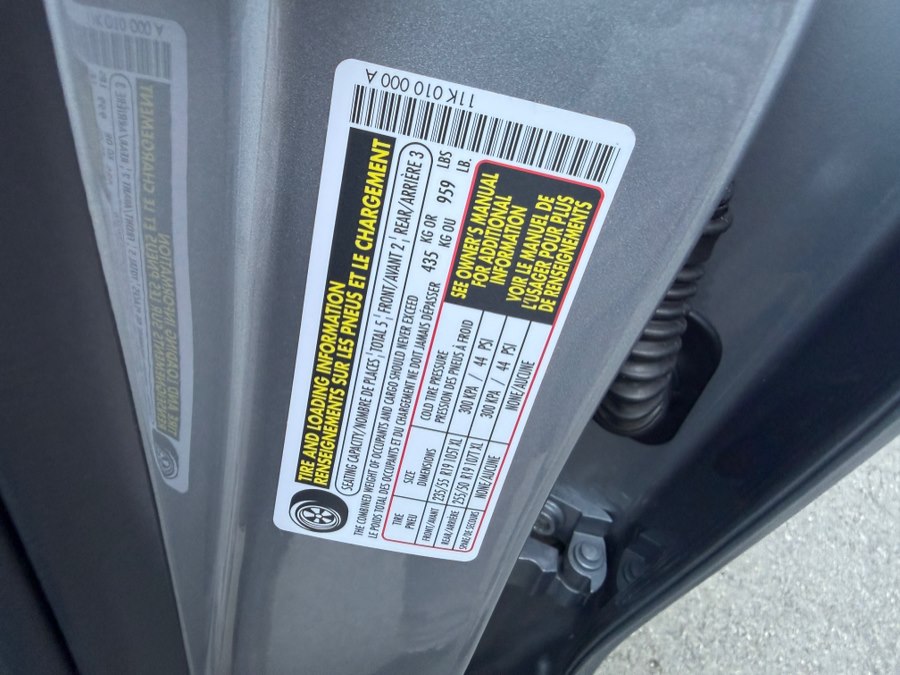 11K 010 000 A
TIRE AND LOADING INFORMATION
RENSEIGNEMENTS SUR LES PNEUS ET LE CHARGEMENT
SEATING CAPACITY/NOMBRE DE PLACES | TOTAL 5 | FRONT/AVANT 2 | REAR/ARRIÈRE 3
THE COMBINED WEIGHT OF OCCUPANTS AND CARGO SHOULD NEVER EXCEED 435 KG OR 959 LBS
LE POIDS TOTAL DES OCCUPANTS ET DU CHARGEMENT NE DOIT JAMAIS DÉPASSER 435 KG OU 959 LB.
TIRE SIZE COLD TIRE PRESSURE
PNEU DIMENSIONS PRESSION DES PNEUS À FROID
FRONT/AVANT 235/55 R19 105T XL 300 KPA / 44 PSI
REAR/ARRIÈRE 255/50 R19 107T XL 300 KPA / 44 PSI
SPARE/DE SECOURS NONE/AUCUNE NONE/AUCUNE
SEE OWNER'S MANUAL
FOR ADDITIONAL
INFORMATION
VOIR LE MANUEL DE
L'USAGER POUR PLUS
DE RENSEIGNEMENTS